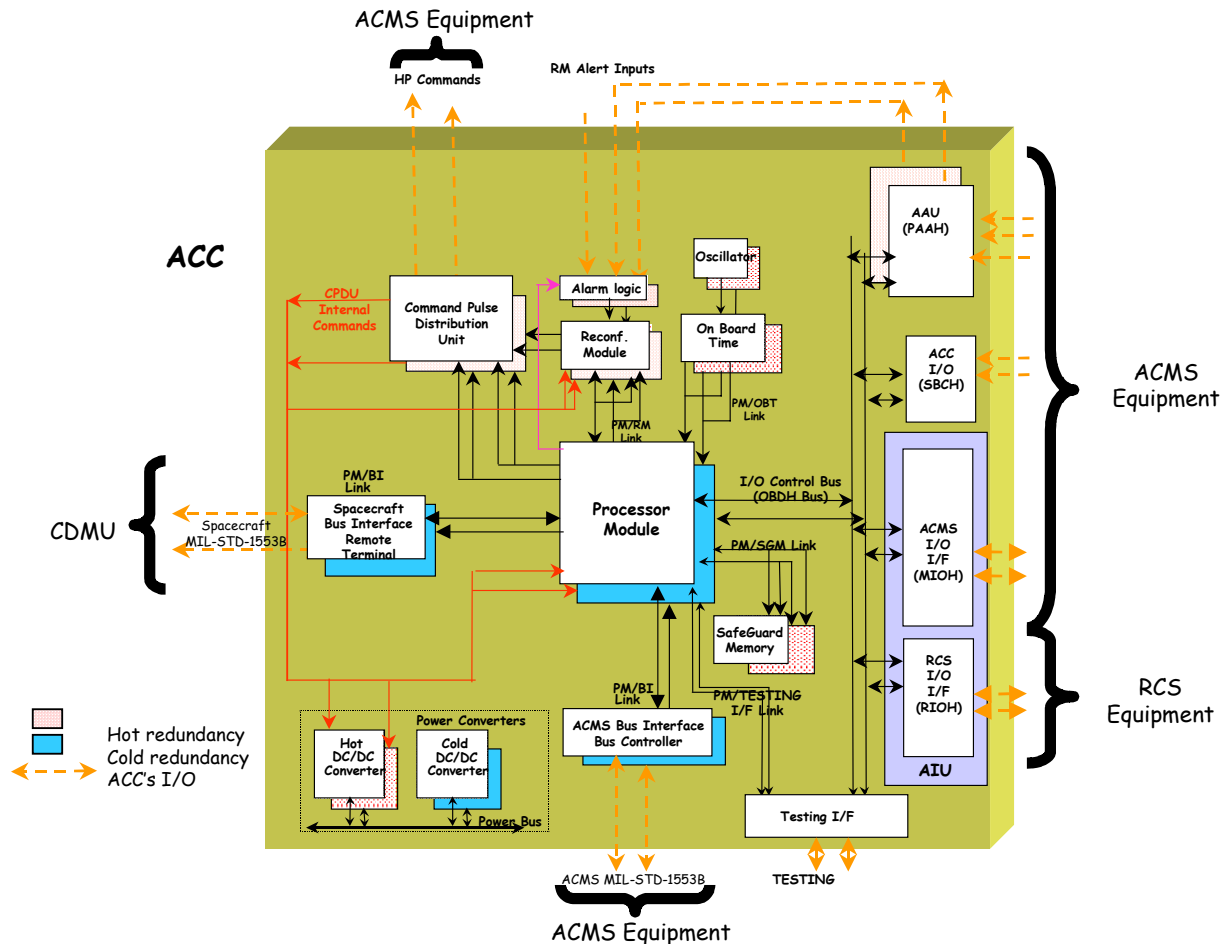 ACMS Equipment
HP Commands
RM Alert Inputs
ACC
AAU
(PAAH)
Oscillator
Alarm logic
CPDU
Internal
Commands
Command Pulse
Distribution
Unit
Reconf.
Module
On Board
Time
ACC
I/O
(SBCH)
ACMS
Equipment
PM/OBT
Link
PM/RM
Link
PM/BI
Link
I/O Control Bus
(OBDH Bus)
CDMU
Spacecraft
MIL-STD-1553B
Spacecraft
Bus Interface
Remote
Terminal
Processor
Module
ACMS
I/O
I/F
(MIOH)
PM/SGM Link
SafeGuard
Memory
RCS
I/O
I/F
(RIOH)
RCS
Equipment
PM/BI
Link
PM/TESTING
I/F Link
Power Converters
ACMS Bus Interface
Bus Controller
Hot redundancy
Cold redundancy
ACC's I/O
Hot
DC/DC
Converter
Cold
DC/DC
Converter
AIU
Power Bus
Testing I/F
ACMS MIL-STD-1553B
TESTING
ACMS Equipment